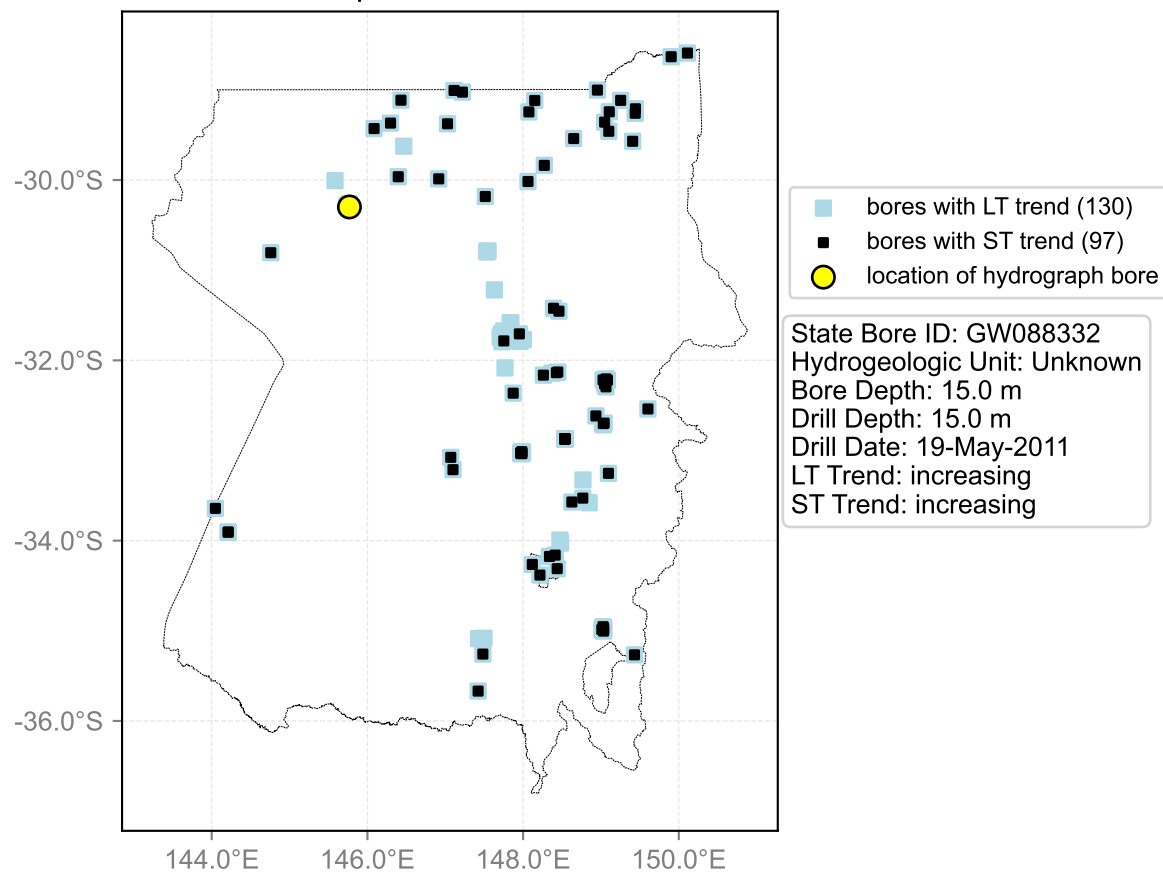 -30.0°S
-32.0°S
-34.0°S
-36.0°S
144.0°E
146.0°E
148.0°E
150.0°E
bores with LT trend (130)
bores with ST trend (97)
location of hydrograph bore
State Bore ID: GW088332
Hydrogeologic Unit: Unknown
Bore Depth: 15.0 m
Drill Depth: 15.0 m
Drill Date: 19-May-2011
LT Trend: increasing
ST Trend: increasing